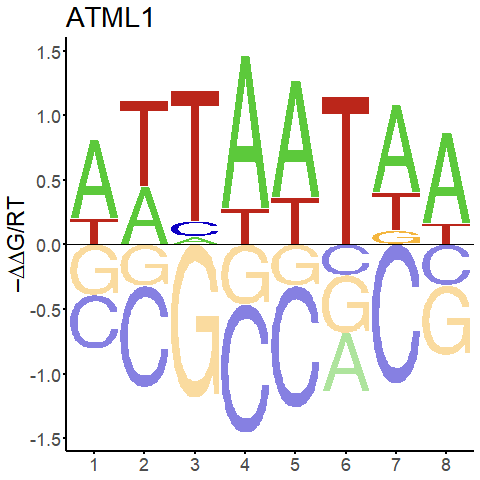 ATML1
1.5
1.0
0.5
0.0
-0.5
-1.0
-1.5
−ΔΔG/RT
A T T A A T A A
T A C T T G T
A
G G G G G C C C
C C C C G G
A
1 2 3 4 5 6 7 8